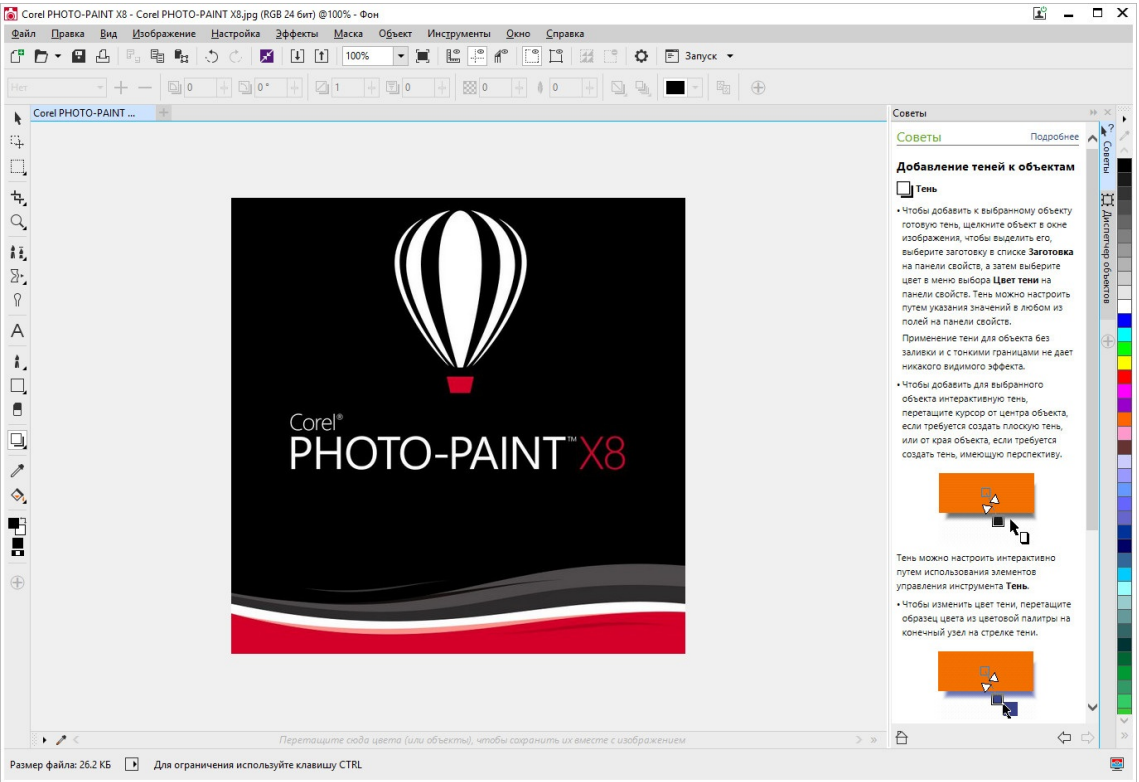 Corel PHOTO-PAINT X8 - Corel PHOTO-PAINT X8.jpg (RGB 24 бит) @100% - Фон
Файл Правка Вид Изображение Настройка Эффекты Маска Объект Инструменты Окно Справка
100% Запуск
Нет 0 0 ° 1 0 0 0
Corel PHOTO-PAINT ...
Corel®
PHOTO-PAINT™ X8
Советы
Советы Подробнее
Добавление теней к объектам
Тень
• Чтобы добавить к выбранному объекту
готовую тень, щелкните объект в окне
изображения, чтобы выделить его,
выберите заготовку в списке Заготовка
на панели свойств, а затем выберите
цвет в меню выбора Цвет тени на
панели свойств. Тень можно настроить
путем указания значений в любом из
полей на панели свойств.
Применение тени для объекта без
заливки и с тонкими границами не дает
никакого видимого эффекта.
• Чтобы добавить для выбранного
объекта интерактивную тень,
перетащите курсор от центра объекта,
если требуется создать плоскую тень,
или от края объекта, если требуется
создать тень, имеющую перспективу.
Тень можно настроить интерактивно
путем использования элементов
управления инструмента Тень.
• Чтобы изменить цвет тени, перетащите
образец цвета из цветовой палитры на
конечный узел на стрелке тени.
Советы
Диспетчер объектов
Перетащите сюда цвета (или объекты), чтобы сохранить их вместе с изображением
Размер файла: 26.2 КБ Для ограничения используйте клавишу CTRL